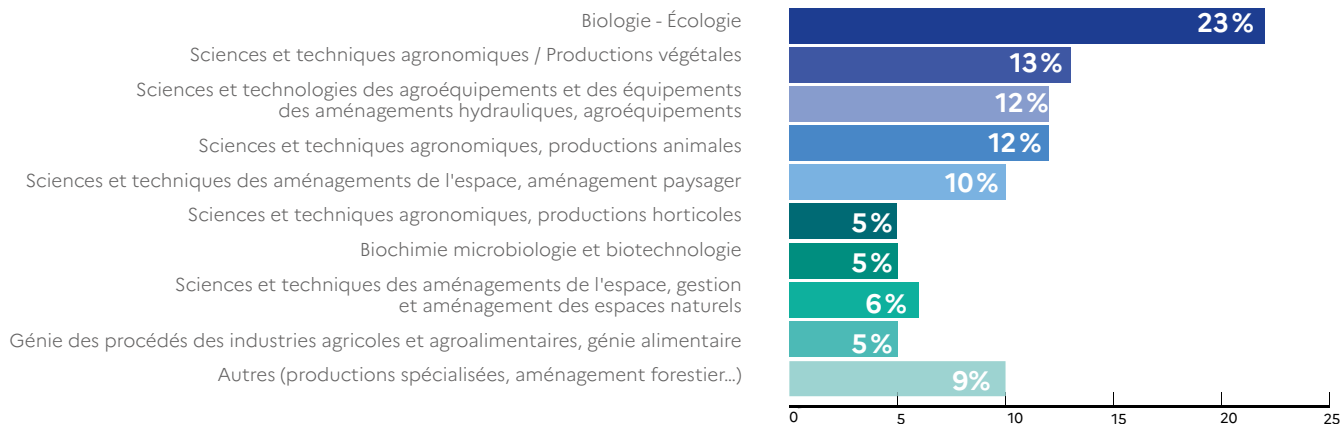 Biologie - Écologie
23 %
Sciences et techniques agronomiques / Productions végétales
13 %
Sciences et technologies des agroéquipements et des équipements
des aménagements hydrauliques, agroéquipements
12 %
Sciences et techniques agronomiques, productions animales
12 %
Sciences et techniques des aménagements de l'espace, aménagement paysager
10 %
Sciences et techniques agronomiques, productions horticoles
5 %
Biochimie microbiologie et biotechnologie
5 %
Sciences et techniques des aménagements de l'espace, gestion
et aménagement des espaces naturels
6 %
Génie des procédés des industries agricoles et agroalimentaires, génie alimentaire
5 %
Autres (productions spécialisées, aménagement forestier…)
9%
0 5 10 15 20 25